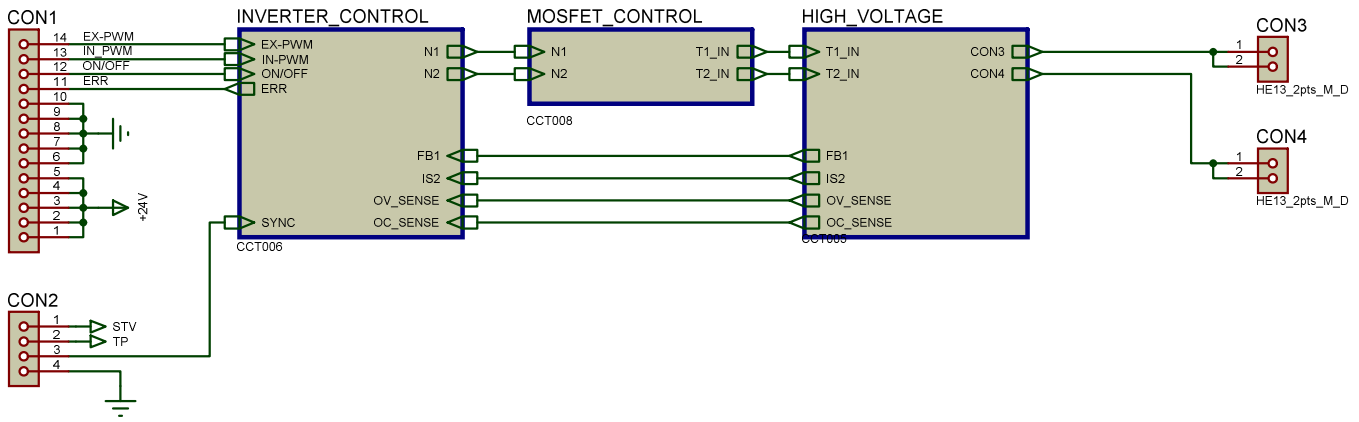 CON1
14 EX-PWM
13 IN_PWM
12 ON/OFF
11 ERR
10
9
8
7
6
5
4
3
2
1
+24V
INVERTER_CONTROL
EX-PWM
IN-PWM
ON/OFF
ERR
SYNC
N1
N2
FB1
IS2
OV_SENSE
OC_SENSE
CCT006
MOSFET_CONTROL
N1
N2
T1_IN
T2_IN
CCT008
HIGH_VOLTAGE
T1_IN
T2_IN
FB1
IS2
OV_SENSE
OC_SENSE
CON3
CON4
CCT005
CON3
1
2
HE13_2pts_M_D
CON4
1
2
HE13_2pts_M_D
CON2
1 STV
2 TP
3
4